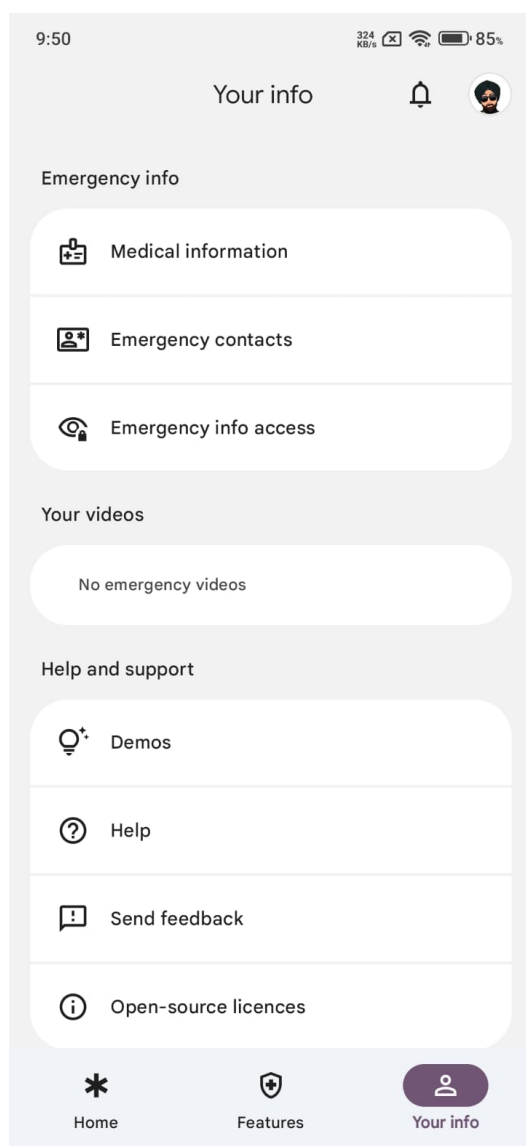 9:50
324
KB/s
85%
Your info
Emergency info
Medical information
Emergency contacts
Emergency info access
Your videos
No emergency videos
Help and support
Demos
Help
Send feedback
Open-source licences
Home
Features
Your info